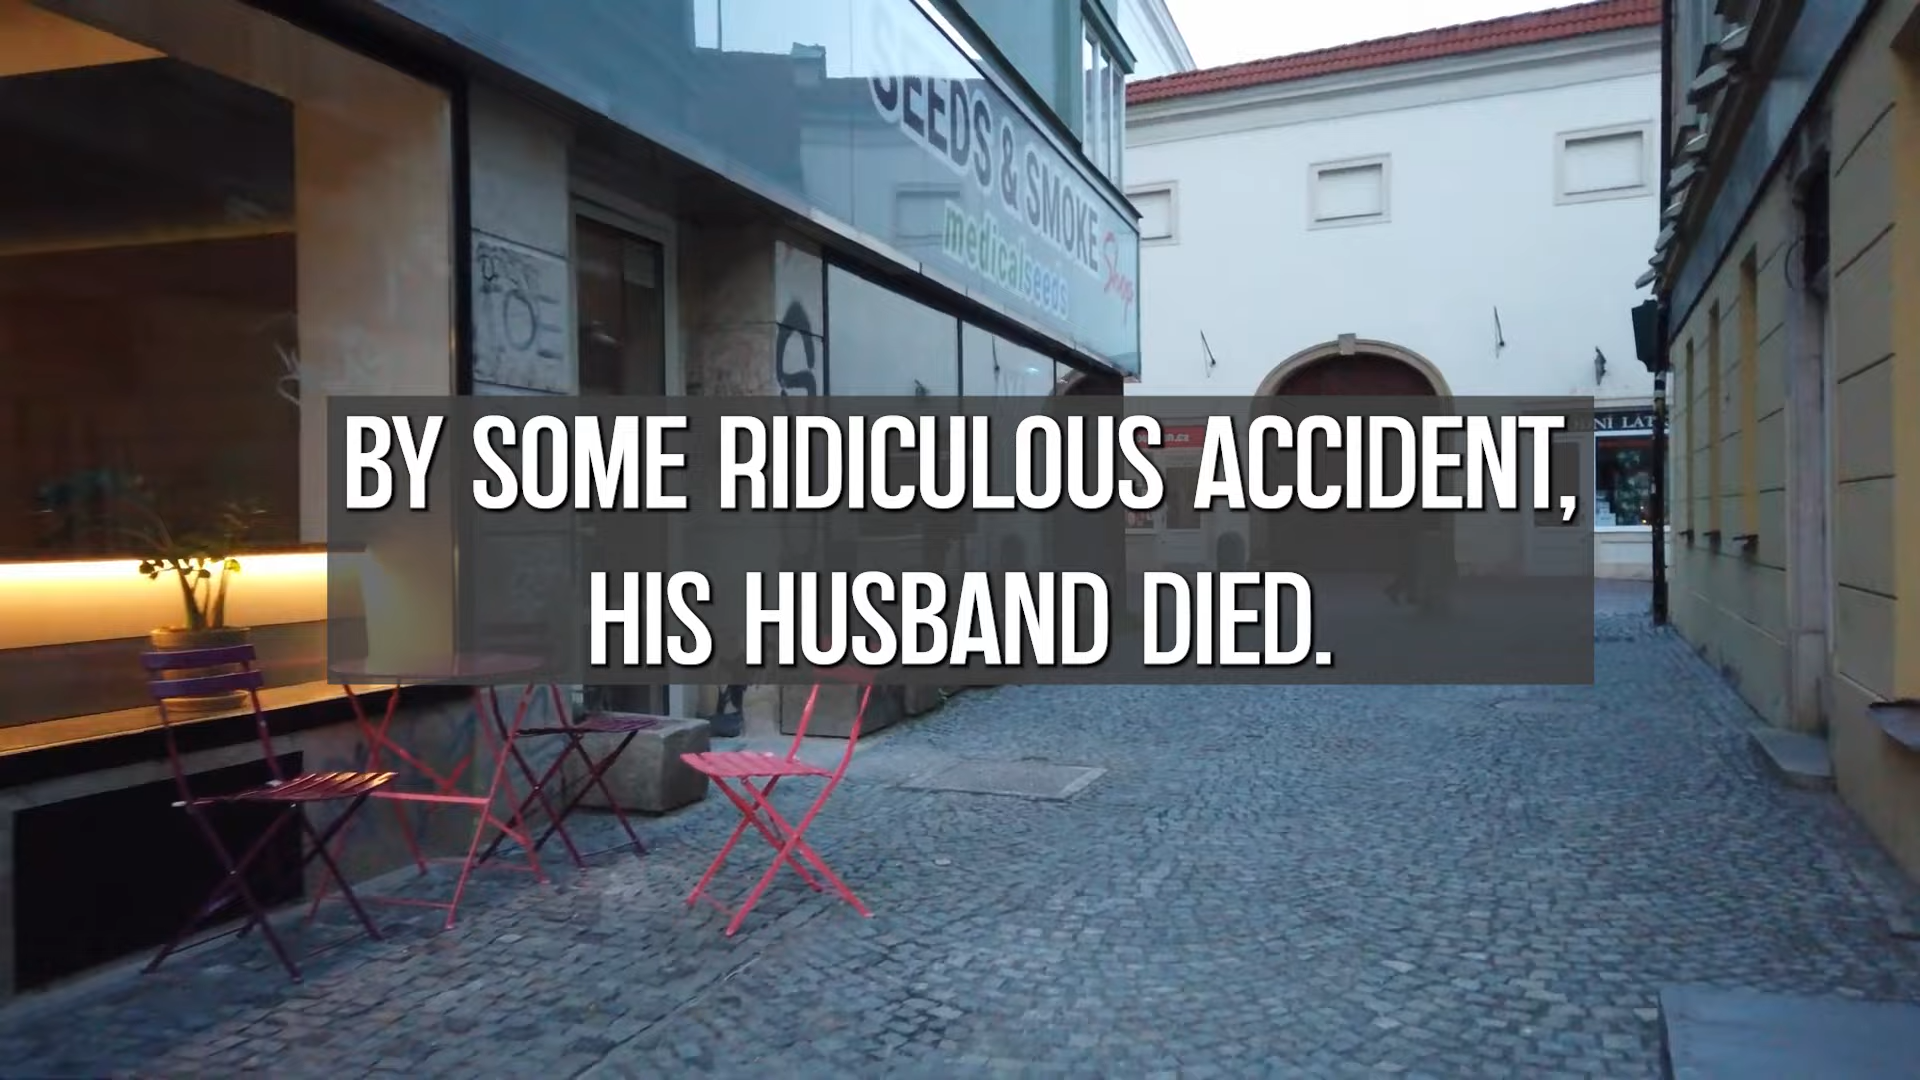 SEEDS & SMOKE Shop
medicalseeds
BY SOME RIDICULOUS ACCIDENT,
HIS HUSBAND DIED.